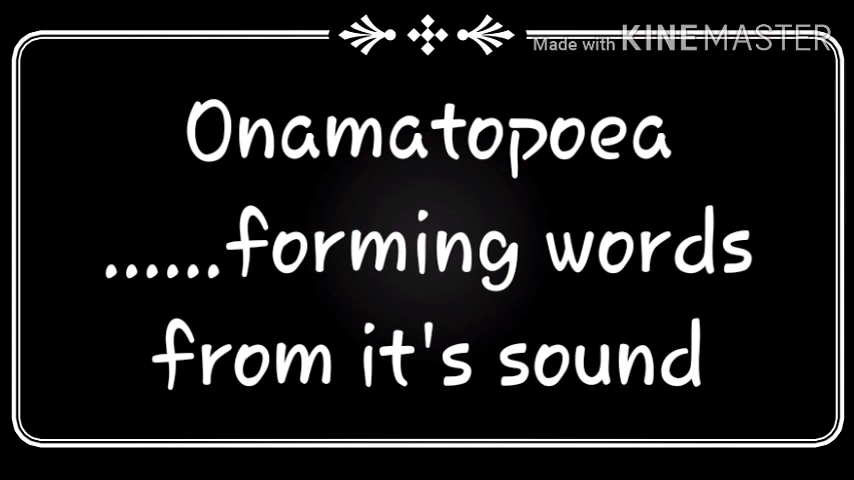 Made with KINEMASTER
Onamatopoea
......forming words
from it's sound